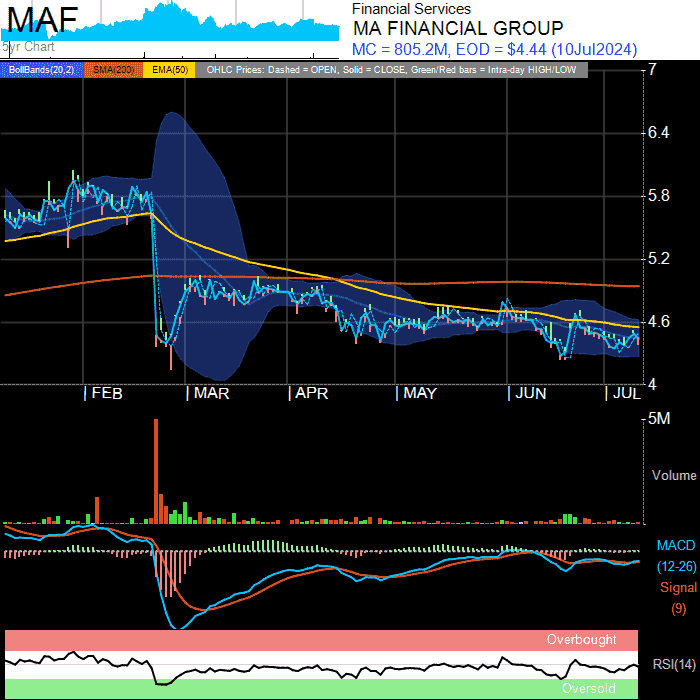 MAF
5yr Chart
Financial Services
MA FINANCIAL GROUP
MC = 805.2M, EOD = $4.44 (10Jul2024)
BollBands(20,2) SMA(200) EMA(50) OHLC Prices: Dashed = OPEN, Solid = CLOSE, Green/Red bars = Intra-day HIGH/LOW
7
6.4
5.8
5.2
4.6
4
FEB MAR APR MAY JUN JUL
5M
Volume
MACD
(12-26)
Signal
(9)
Overbought
RSI(14)
Oversold